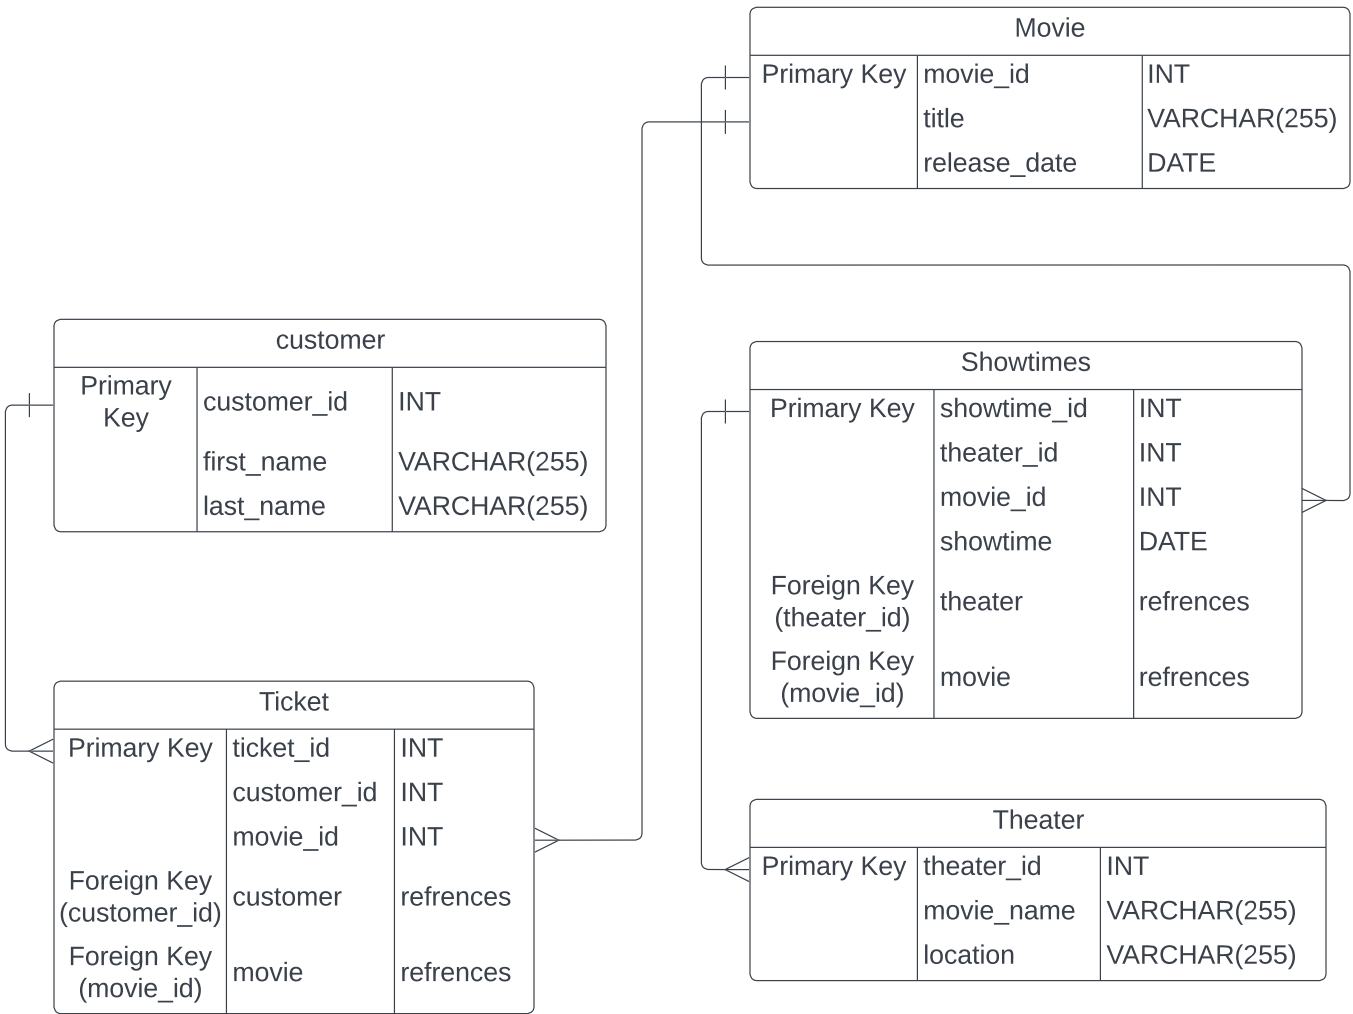 Movie
Primary Key movie_id INT
title VARCHAR(255)
release_date DATE
customer
Primary
Key
customer_id INT
first_name VARCHAR(255)
last_name VARCHAR(255)
Showtimes
Primary Key showtime_id INT
theater_id INT
movie_id INT
showtime DATE
Foreign Key
(theater_id)
theater refrences
Foreign Key
(movie_id)
movie refrences
Ticket
Primary Key ticket_id INT
customer_id INT
movie_id INT
Foreign Key
(customer_id)
customer refrences
Foreign Key
(movie_id)
movie refrences
Theater
Primary Key theater_id INT
movie_name VARCHAR(255)
location VARCHAR(255)